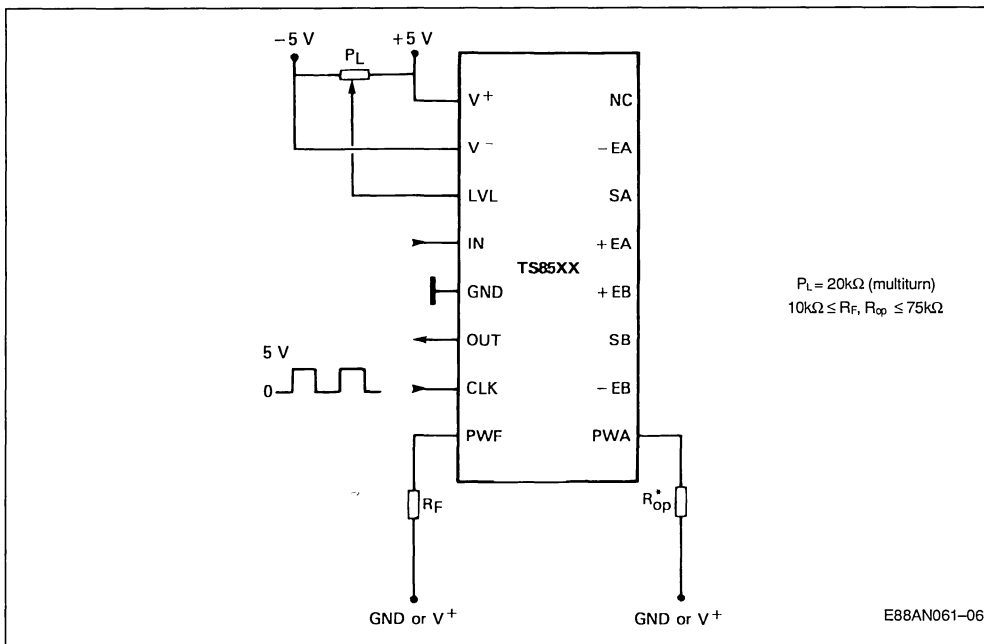 −5 V
P_L
+5 V
V⁺
NC
V⁻
−EA
LVL
SA
IN
+EA
TS85XX
GND
+EB
OUT
SB
5 V
0
CLK
−EB
PWF
PWA
R_F
R*_op
GND or V⁺
GND or V⁺
P_L = 20kΩ (multiturn)
10kΩ ≤ R_F, R_op ≤ 75kΩ
E88AN061–06